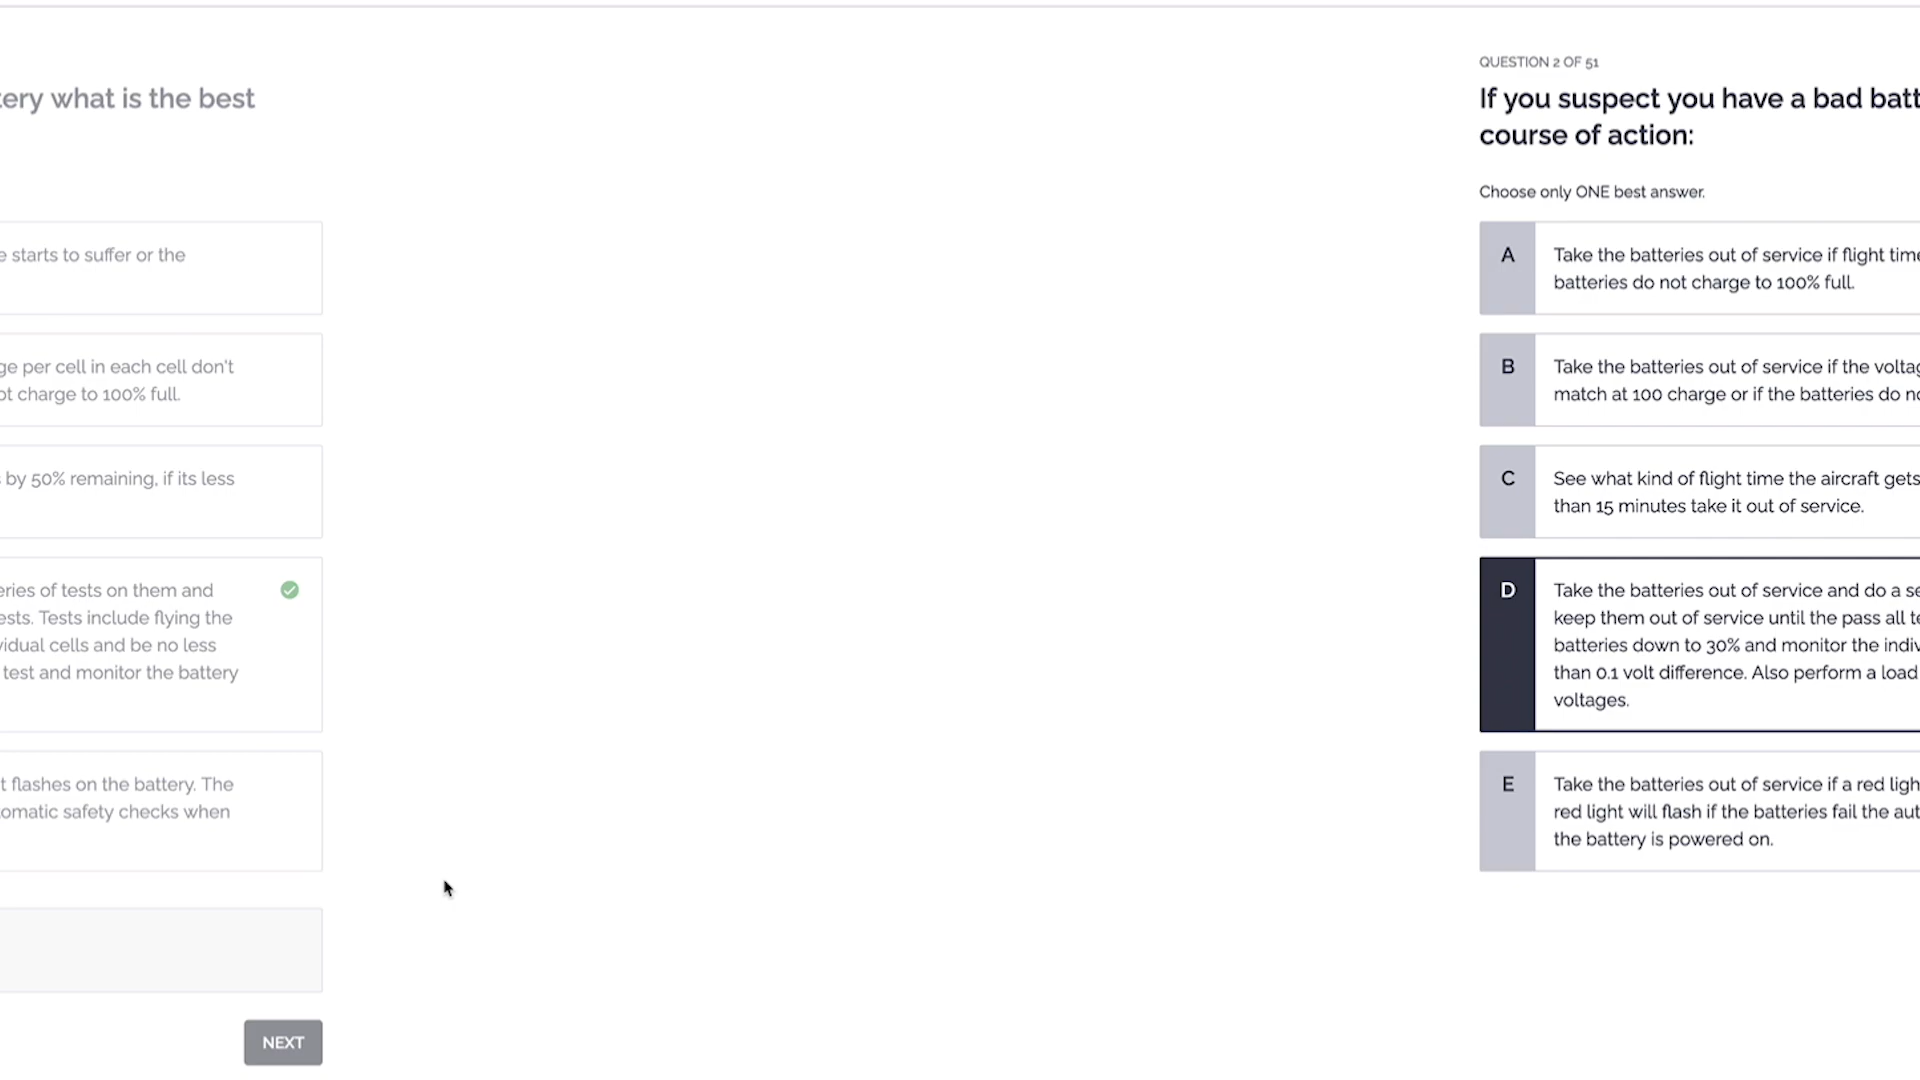 tery what is the best
e starts to suffer or the
ge per cell in each cell don't
ot charge to 100% full.
s by 50% remaining, if its less
eries of tests on them and
ests. Tests include flying the
vidual cells and be no less
test and monitor the battery
t flashes on the battery. The
tomatic safety checks when
NEXT
QUESTION 2 OF 51
If you suspect you have a bad batt
course of action:
Choose only ONE best answer.
A
Take the batteries out of service if flight time
batteries do not charge to 100% full.
B
Take the batteries out of service if the voltag
match at 100 charge or if the batteries do no
C
See what kind of flight time the aircraft gets
than 15 minutes take it out of service.
D
Take the batteries out of service and do a se
keep them out of service until the pass all te
batteries down to 30% and monitor the indiv
than 0.1 volt difference. Also perform a load
voltages.
E
Take the batteries out of service if a red ligh
red light will flash if the batteries fail the aut
the battery is powered on.